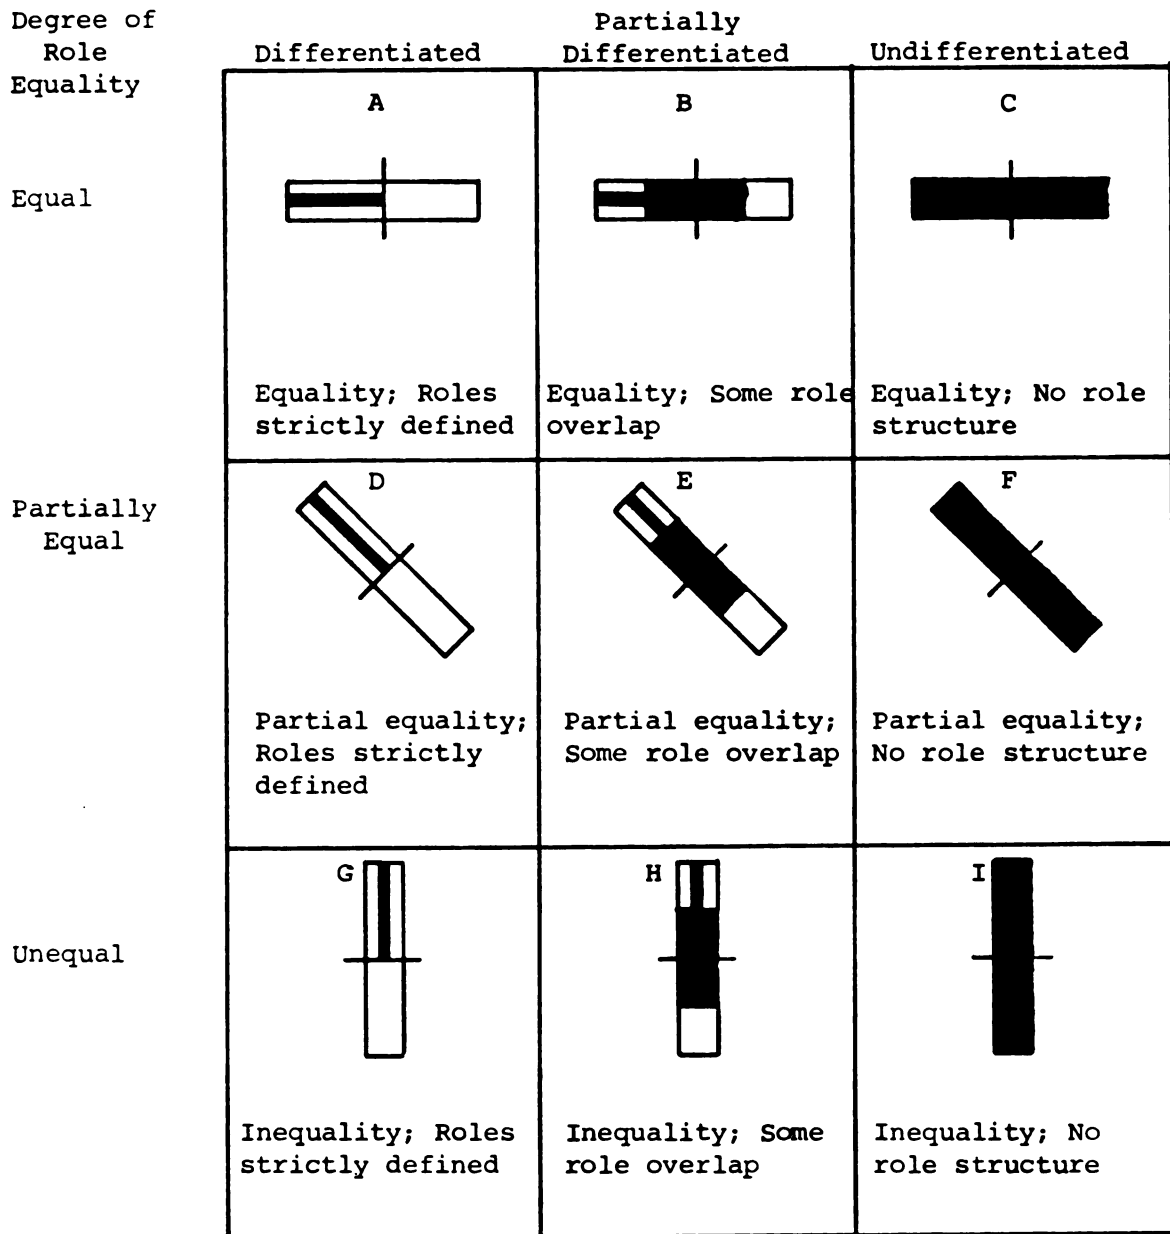 Degree of
Role
Equality
Partially
Differentiated Differentiated Undifferentiated
A B C
Equal
Equality; Roles
strictly defined
Equality; Some role
overlap
Equality; No role
structure
D E F
Partially
Equal
Partial equality;
Roles strictly
defined
Partial equality;
Some role overlap
Partial equality;
No role structure
G H I
Unequal
Inequality; Roles
strictly defined
Inequality; Some
role overlap
Inequality; No
role structure